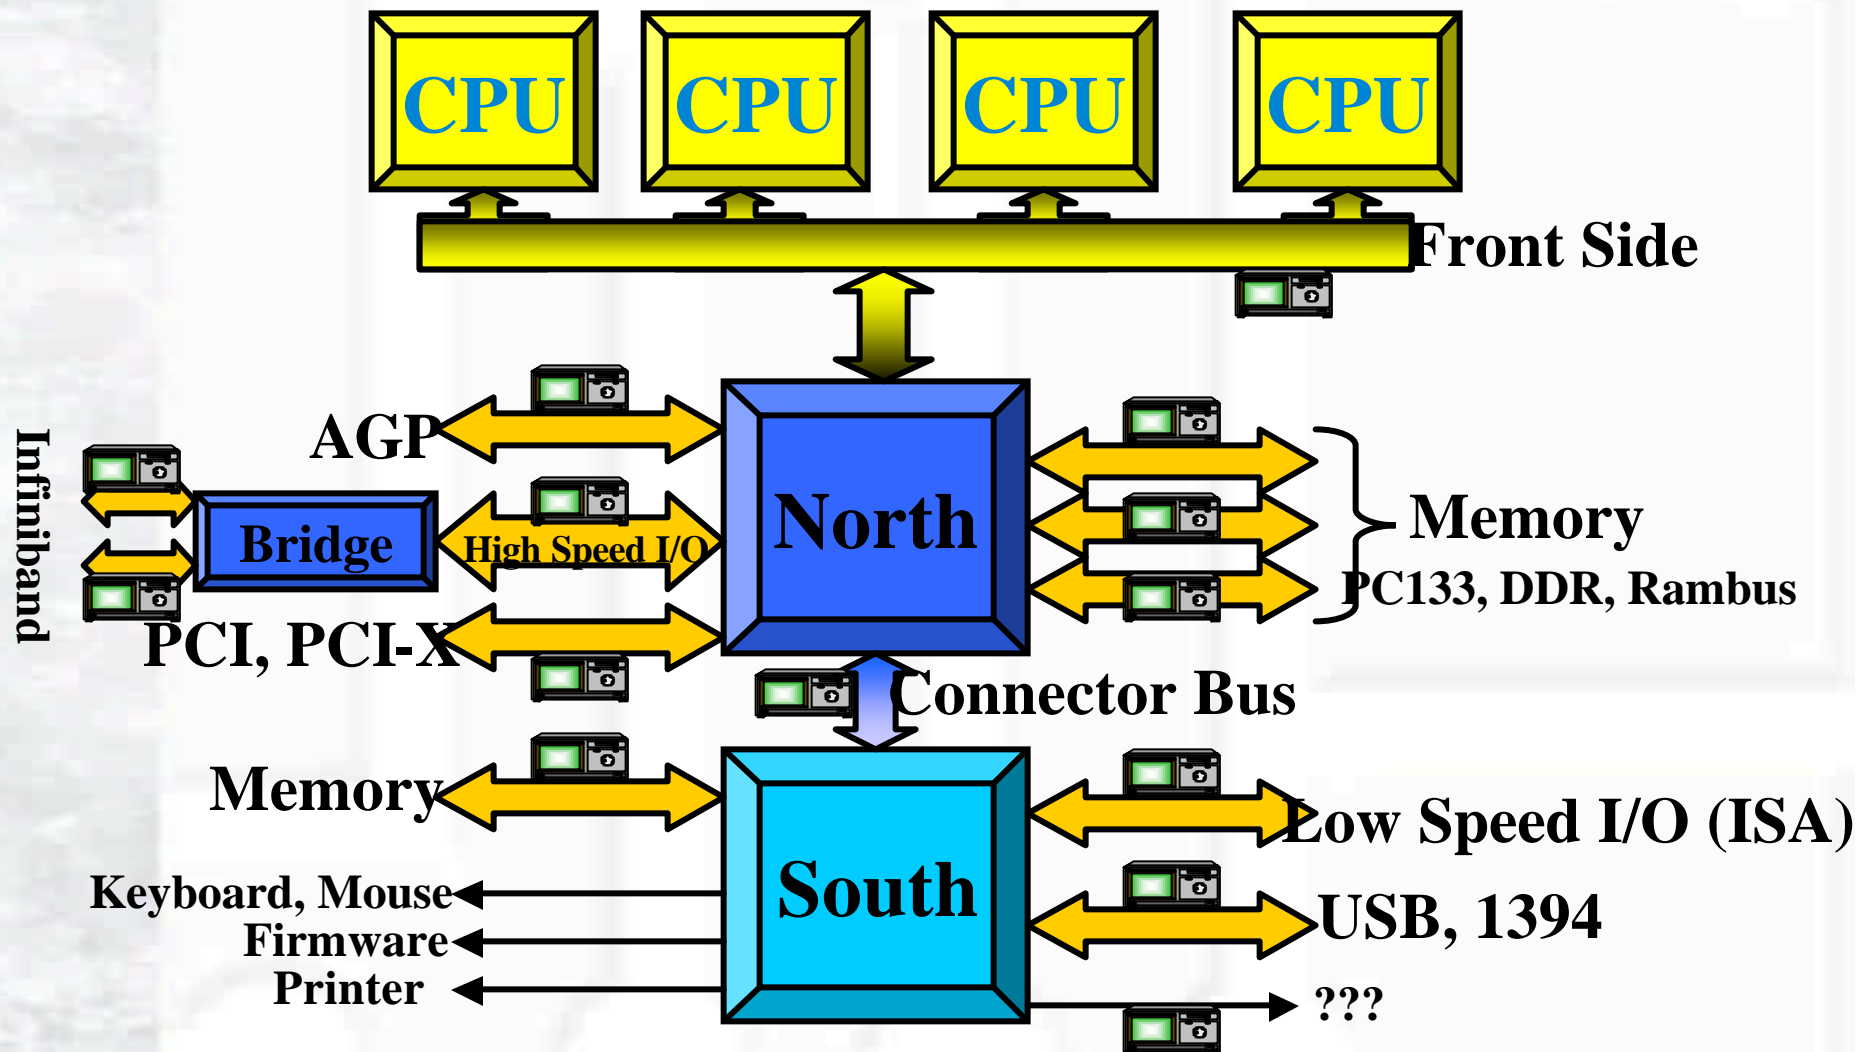 CPU CPU CPU CPU
Front Side
AGP
Infiniband
Bridge
High Speed I/O
North
Memory
PC133, DDR, Rambus
PCI, PCI-X
Connector Bus
Memory
South
Low Speed I/O (ISA)
Keyboard, Mouse
Firmware
Printer
USB, 1394
???